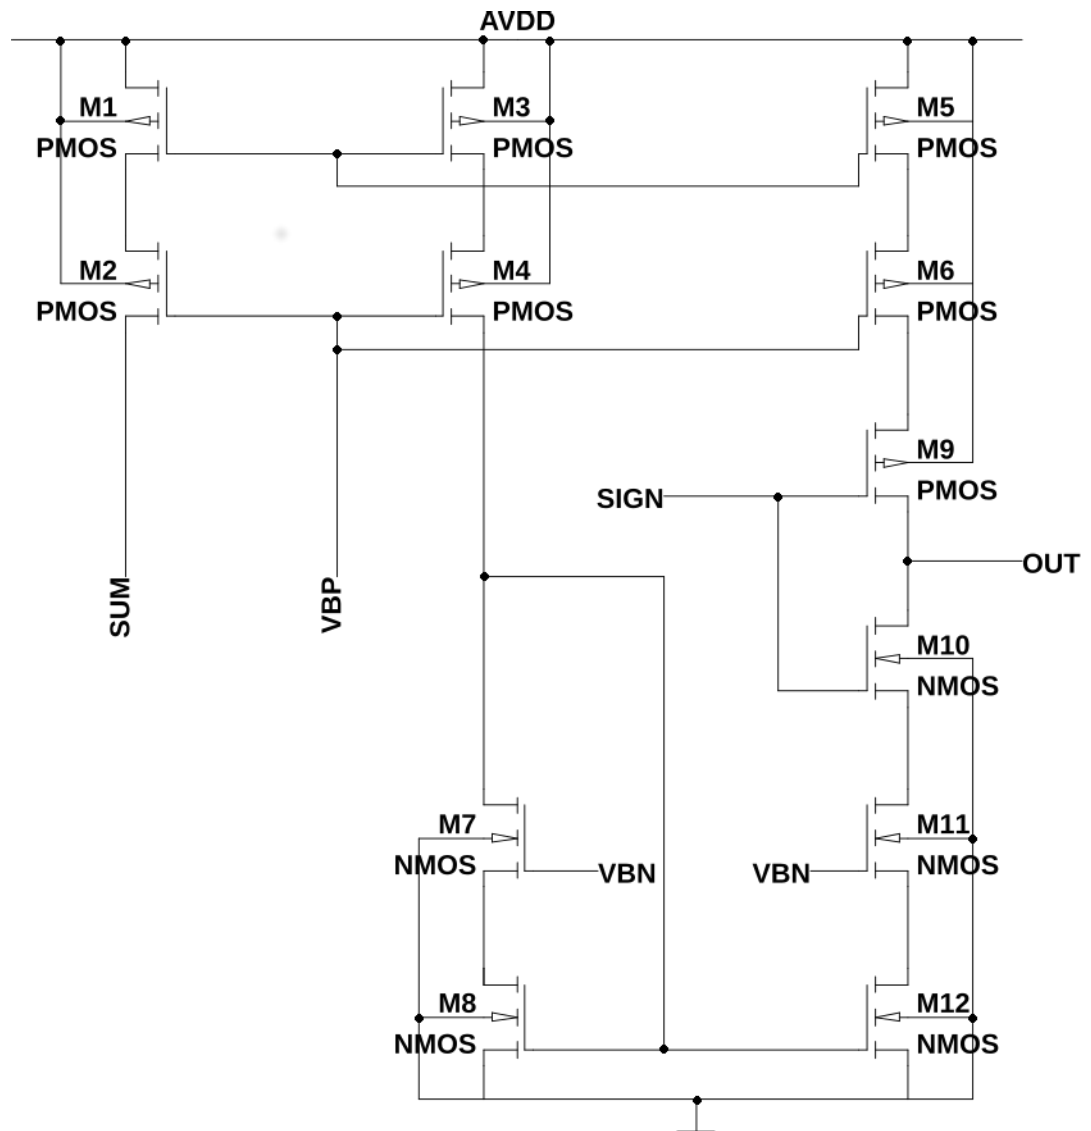 AVDD
M1
PMOS
M3
PMOS
M5
PMOS
M2
PMOS
M4
PMOS
M6
PMOS
M9
PMOS
SIGN
OUT
SUM
VBP
M10
NMOS
M7
NMOS
VBN
VBN
M11
NMOS
M8
NMOS
M12
NMOS